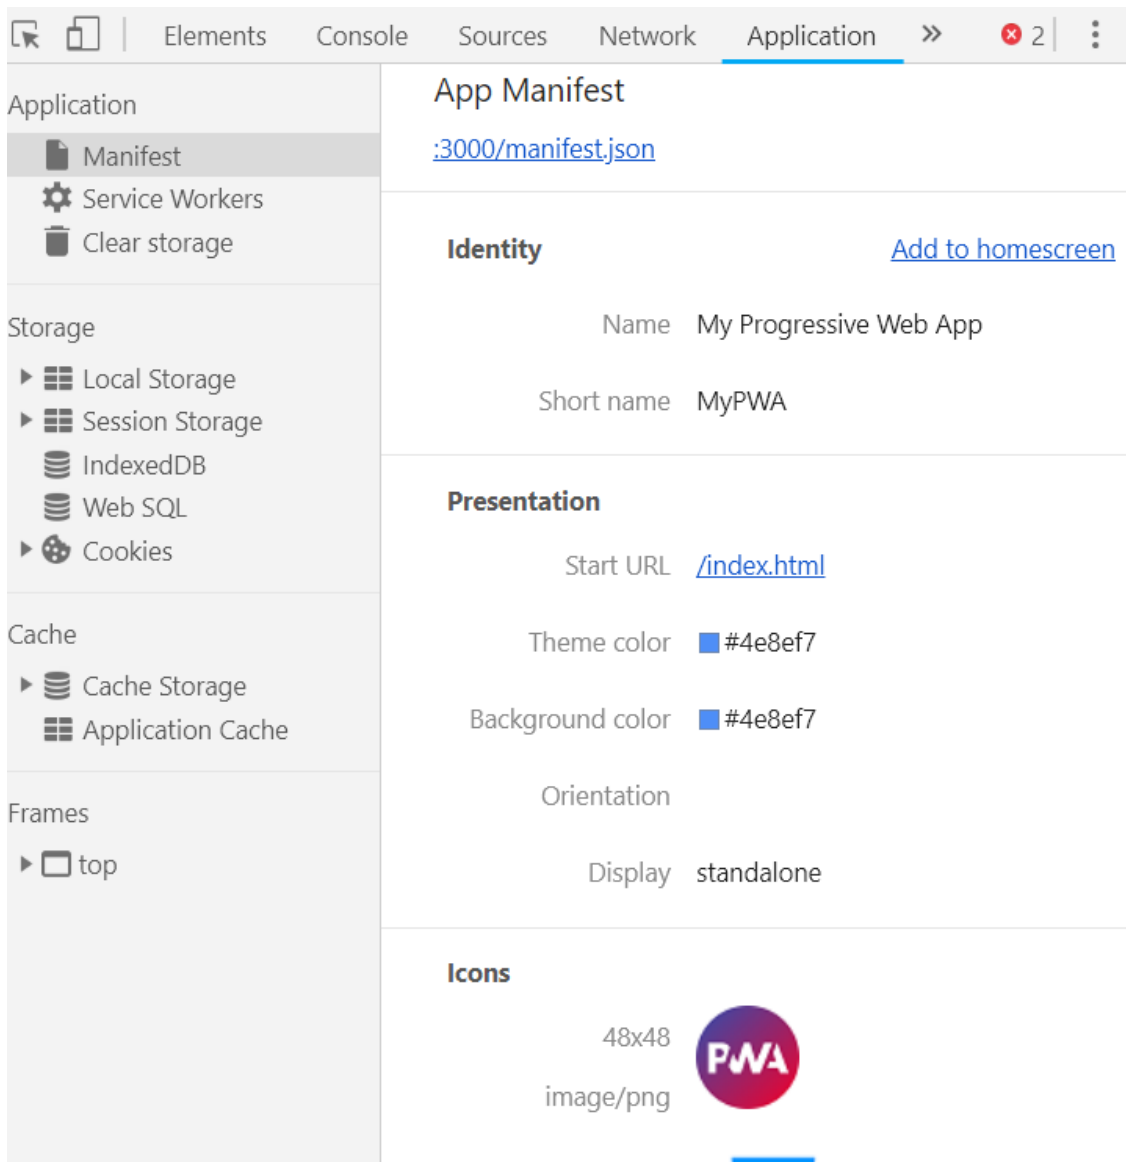 Elements Console Sources Network Application » 2
Application
Manifest
Service Workers
Clear storage
Storage
Local Storage
Session Storage
IndexedDB
Web SQL
Cookies
Cache
Cache Storage
Application Cache
Frames
top
App Manifest
:3000/manifest.json
Identity Add to homescreen
Name My Progressive Web App
Short name MyPWA
Presentation
Start URL /index.html
Theme color #4e8ef7
Background color #4e8ef7
Orientation
Display standalone
Icons
48x48
image/png
PWA